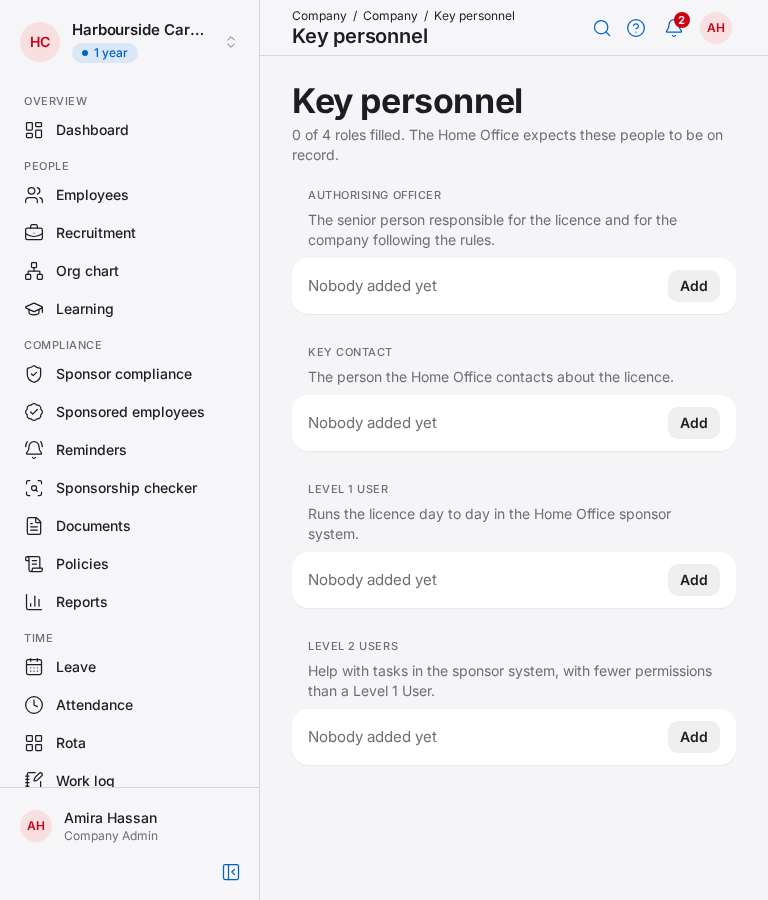 HC
Harbourside Car...
1 year
OVERVIEW
Dashboard
PEOPLE
Employees
Recruitment
Org chart
Learning
COMPLIANCE
Sponsor compliance
Sponsored employees
Reminders
Sponsorship checker
Documents
Policies
Reports
TIME
Leave
Attendance
Rota
Work log
AH
Amira Hassan
Company Admin
Company / Company / Key personnel
Key personnel
2
AH
Key personnel
0 of 4 roles filled. The Home Office expects these people to be on
record.
AUTHORISING OFFICER
The senior person responsible for the licence and for the
company following the rules.
Nobody added yet
Add
KEY CONTACT
The person the Home Office contacts about the licence.
Nobody added yet
Add
LEVEL 1 USER
Runs the licence day to day in the Home Office sponsor
system.
Nobody added yet
Add
LEVEL 2 USERS
Help with tasks in the sponsor system, with fewer permissions
than a Level 1 User.
Nobody added yet
Add